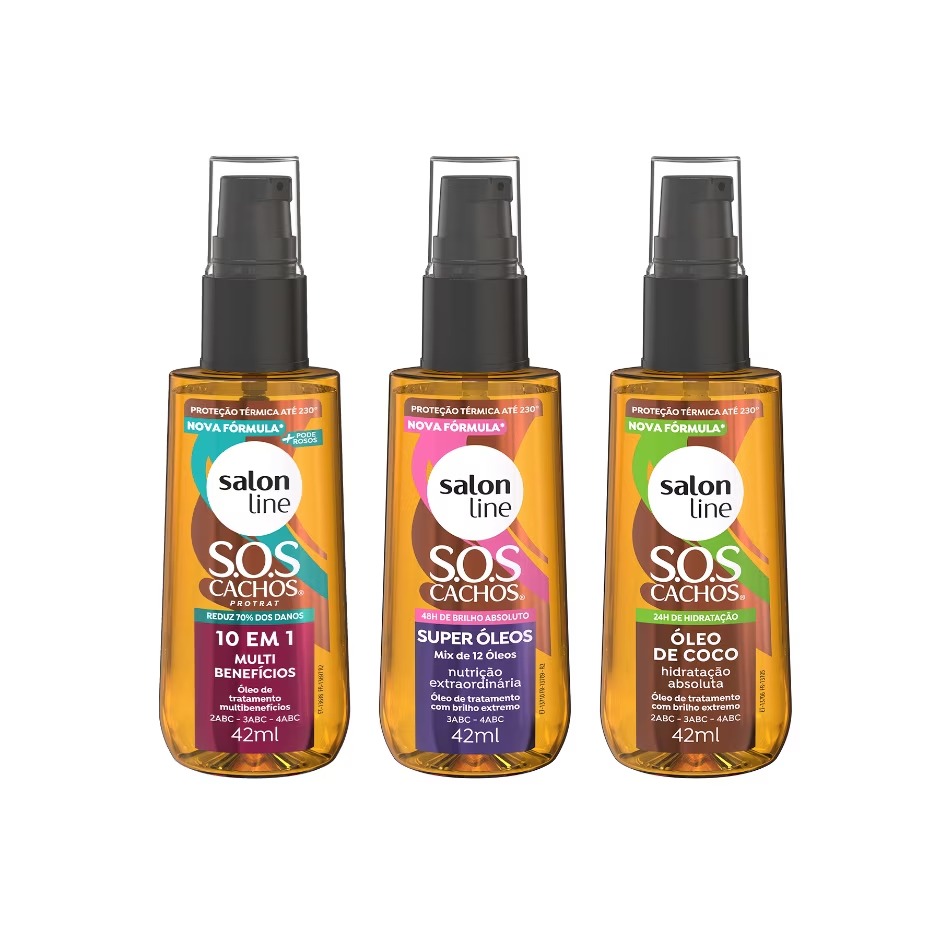 PROTEÇÃO TÉRMICA ATÉ 230°
NOVA FÓRMULA*
+ PODE
ROSOS
salon
line
S.O.S
CACHOS®
PROTRAT
REDUZ 70% DOS DANOS
10 EM 1
MULTI
BENEFÍCIOS
Óleo de
tratamento
multibenefícios
2ABC - 3ABC - 4ABC
42ml
PROTEÇÃO TÉRMICA ATÉ 230°
NOVA FÓRMULA*
salon
line
S.O.S
CACHOS®
48H DE BRILHO ABSOLUTO
SUPER ÓLEOS
Mix de 12 Óleos
nutrição
extraordinária
Óleo de tratamento
com brilho extremo
3ABC - 4ABC
42ml
PROTEÇÃO TÉRMICA ATÉ 230°
NOVA FÓRMULA*
salon
line
S.O.S
CACHOS®
24H DE HIDRATAÇÃO
ÓLEO
DE COCO
hidratação
absoluta
Óleo de tratamento
com brilho extremo
2ABC - 3ABC - 4ABC
42ml